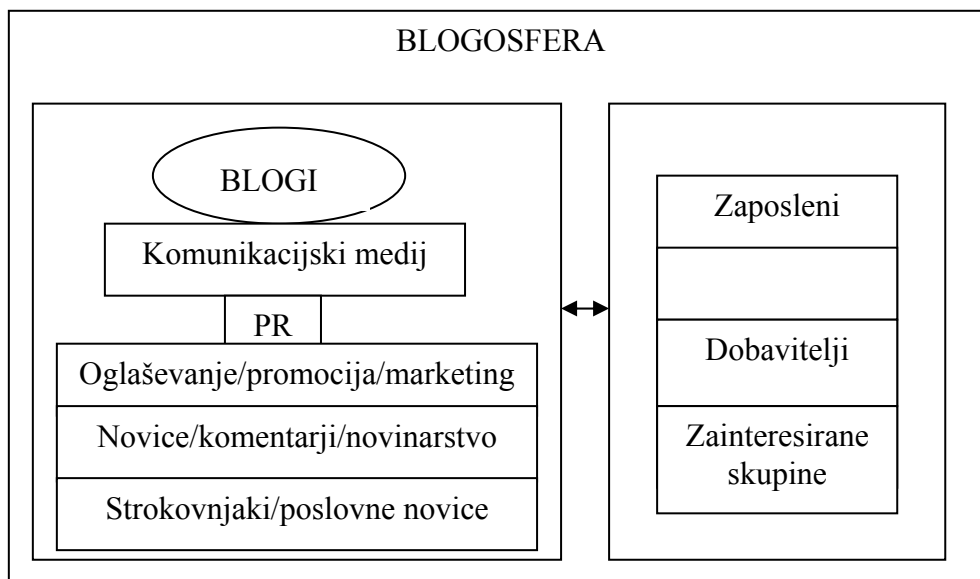 BLOGOSFERA
BLOGI
Komunikacijski medij
PR
Oglaševanje/promocija/marketing
Novice/komentarji/novinarstvo
Strokovnjaki/poslovne novice
Zaposleni
Dobavitelji
Zainteresirane
skupine